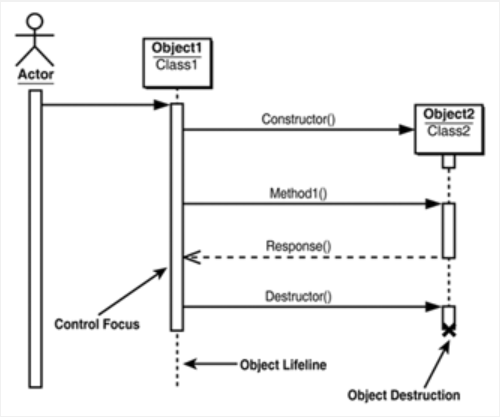 Actor
Object1
Class1
Constructor()
Object2
Class2
Method1()
Response()
Destructor()
Control Focus
Object Lifeline
Object Destruction